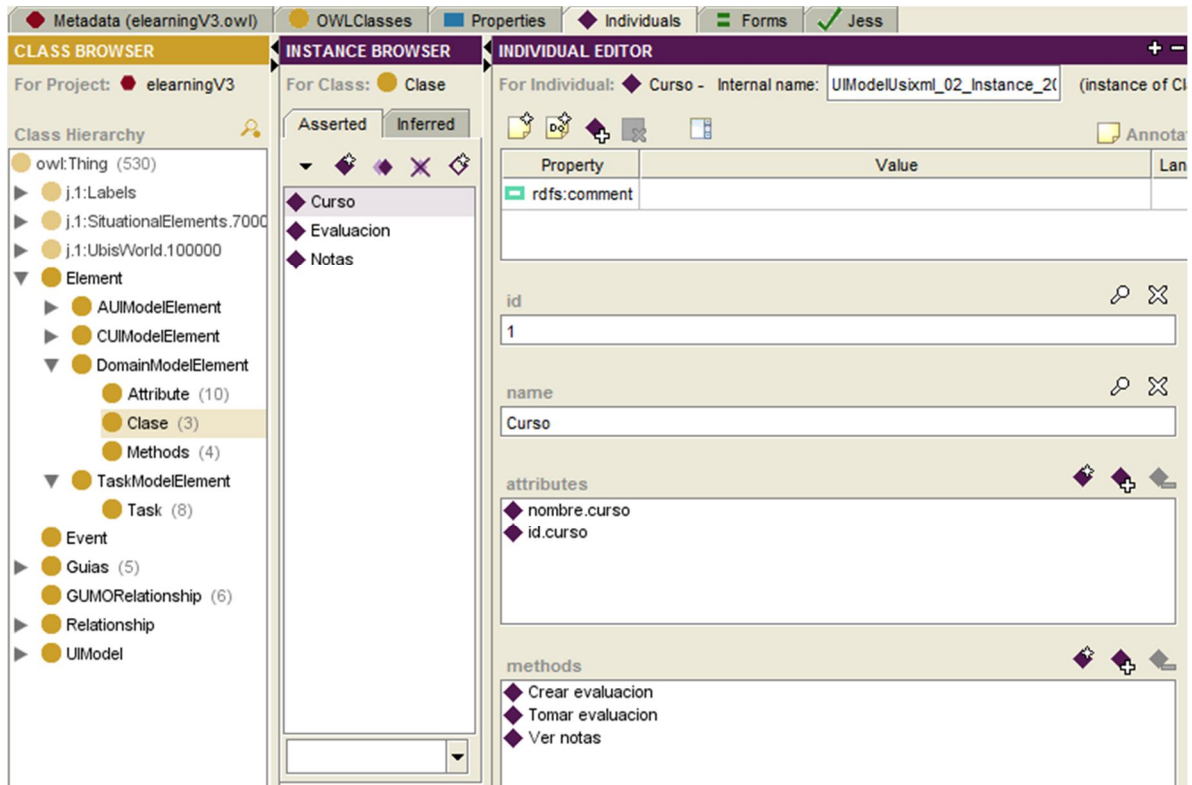 Metadata (elearningV3.owl) OWLClasses Properties Individuals Forms Jess
CLASS BROWSER
For Project: elearningV3
Class Hierarchy
owl:Thing (530)
j.1:Labels
j.1:SituationalElements.7000
j.1:UbisWorld.100000
Element
AUIModelElement
CUIModelElement
DomainModelElement
Attribute (10)
Clase (3)
Methods (4)
TaskModelElement
Task (8)
Event
Guias (5)
GUMORelationship (6)
Relationship
UIModel
INSTANCE BROWSER
For Class: Clase
Asserted Inferred
Curso
Evaluacion
Notas
INDIVIDUAL EDITOR
For Individual: Curso - Internal name: UIModelUsixml_02_Instance_2( (instance of Cl
Annotat
Property Value Lan
rdfs:comment
id
1
name
Curso
attributes
nombre.curso
id.curso
methods
Crear evaluacion
Tomar evaluacion
Ver notas